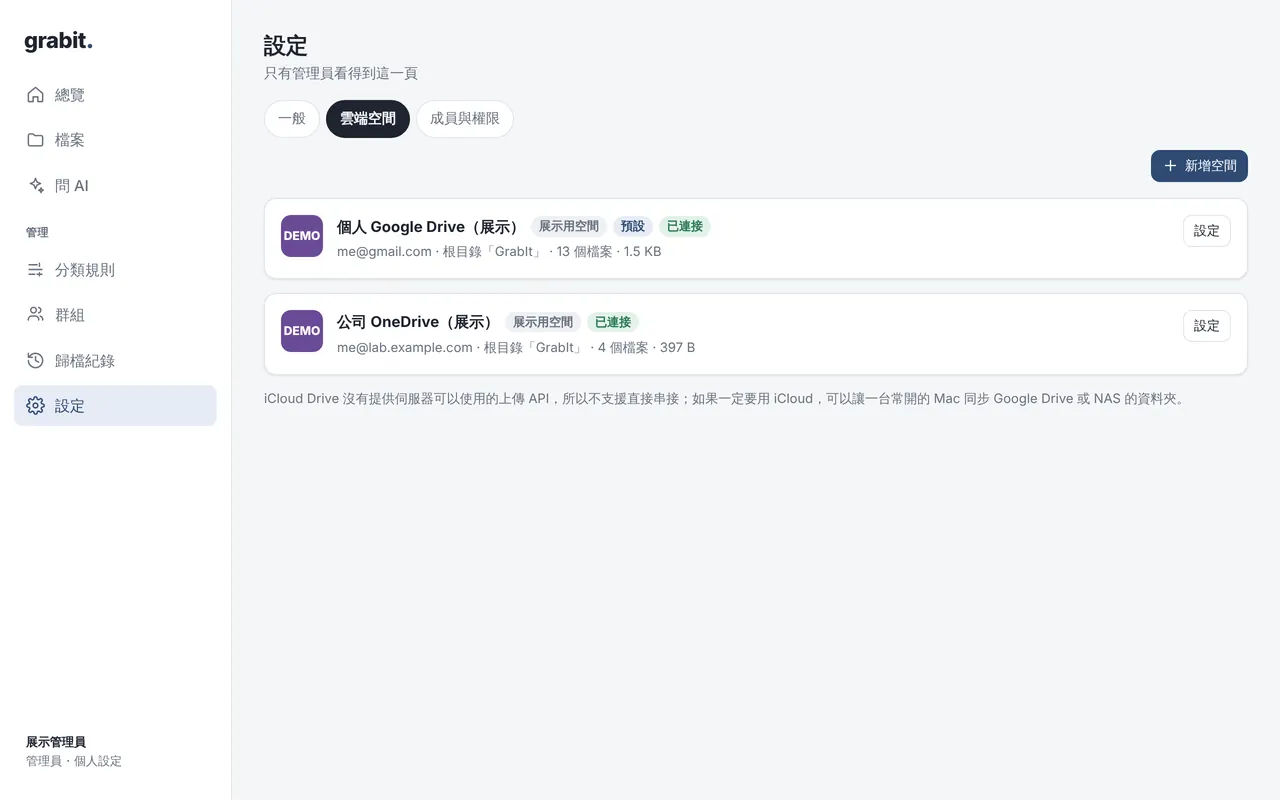 grabit.
總覽
檔案
問 AI
管理
分類規則
群組
歸檔紀錄
設定
展示管理員
管理員 · 個人設定
設定
只有管理員看得到這一頁
一般
雲端空間
成員與權限
+ 新增空間
DEMO
個人 Google Drive（展示） 展示用空間 預設 已連接
me@gmail.com · 根目錄「GrabIt」 · 13 個檔案 · 1.5 KB
設定
DEMO
公司 OneDrive（展示） 展示用空間 已連接
me@lab.example.com · 根目錄「GrabIt」 · 4 個檔案 · 397 B
設定
iCloud Drive 沒有提供伺服器可以使用的上傳 API，所以不支援直接串接；如果一定要用 iCloud，可以讓一台常開的 Mac 同步 Google Drive 或 NAS 的資料夾。